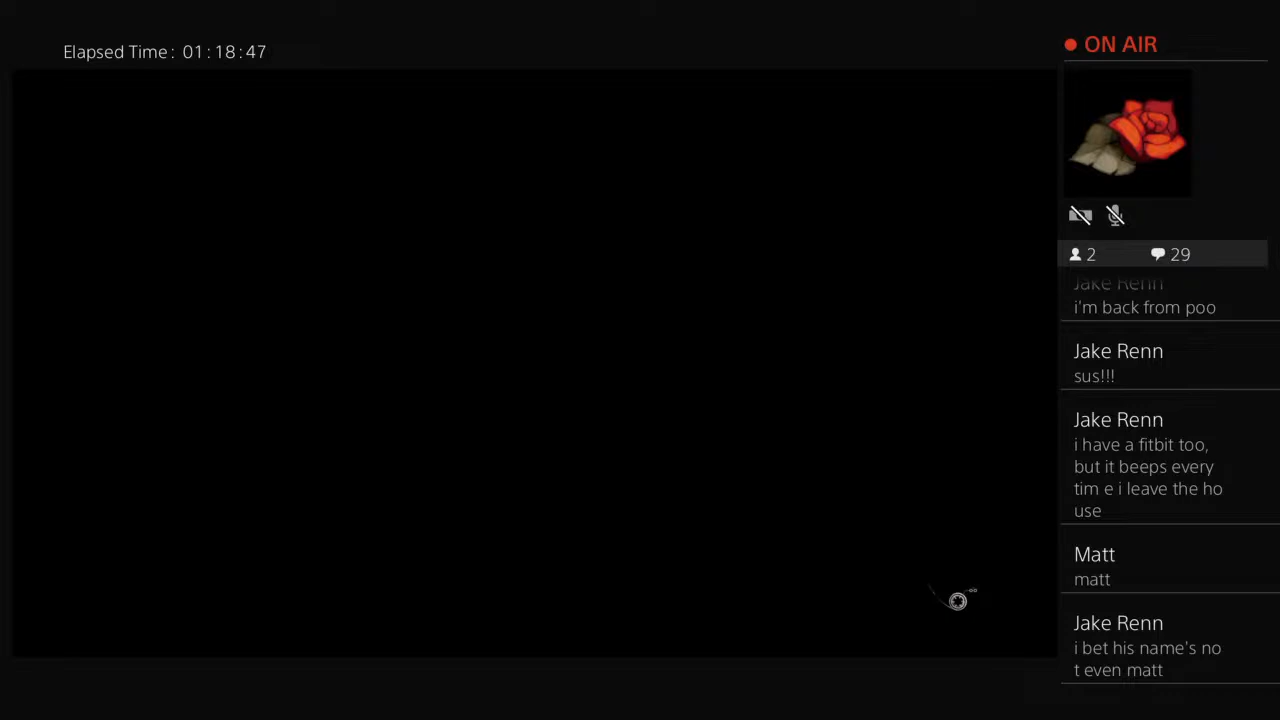 Elapsed Time: 01:18:47
ON AIR
2 29
Jake Renn
i'm back from poo
Jake Renn
sus!!!
Jake Renn
i have a fitbit too,
but it beeps every
tim e i leave the ho
use
Matt
matt
Jake Renn
i bet his name's no
t even matt